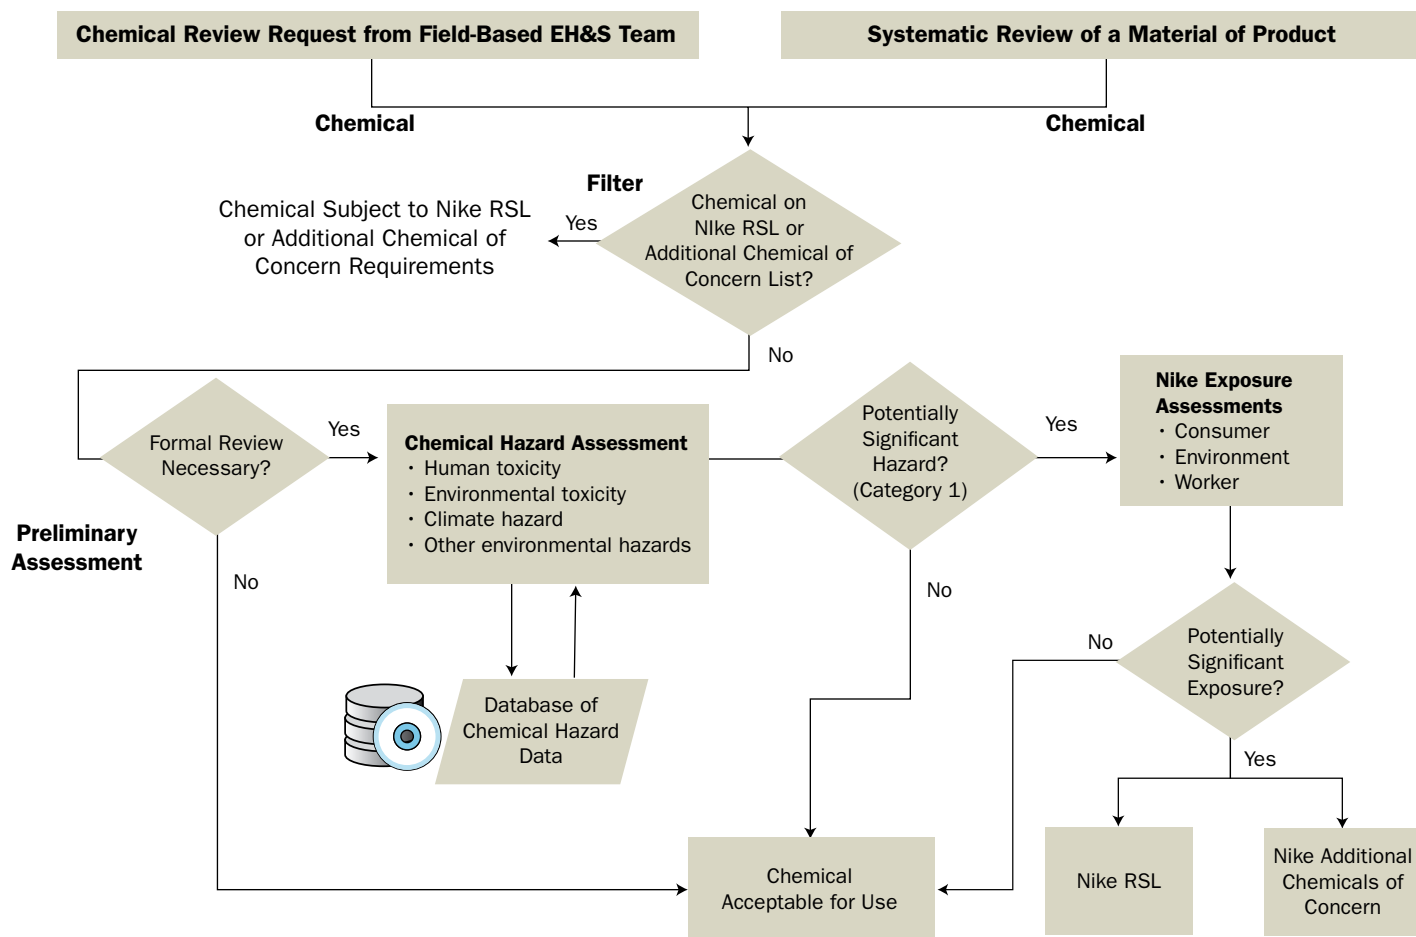 Chemical Review Request from Field-Based EH&S Team
Systematic Review of a Material of Product
Chemical
Chemical
Filter
Chemical on
NIke RSL or
Additional Chemical of
Concern List?
Yes
Chemical Subject to Nike RSL
or Additional Chemical of
Concern Requirements
No
Formal Review
Necessary?
Yes
Chemical Hazard Assessment
· Human toxicity
· Environmental toxicity
· Climate hazard
· Other environmental hazards
Potentially
Significant
Hazard?
(Category 1)
Yes
Nike Exposure
Assessments
· Consumer
· Environment
· Worker
Preliminary
Assessment
No
No
Database of
Chemical Hazard
Data
No
Potentially
Significant
Exposure?
Yes
Chemical
Acceptable for Use
Nike RSL
Nike Additional
Chemicals of
Concern